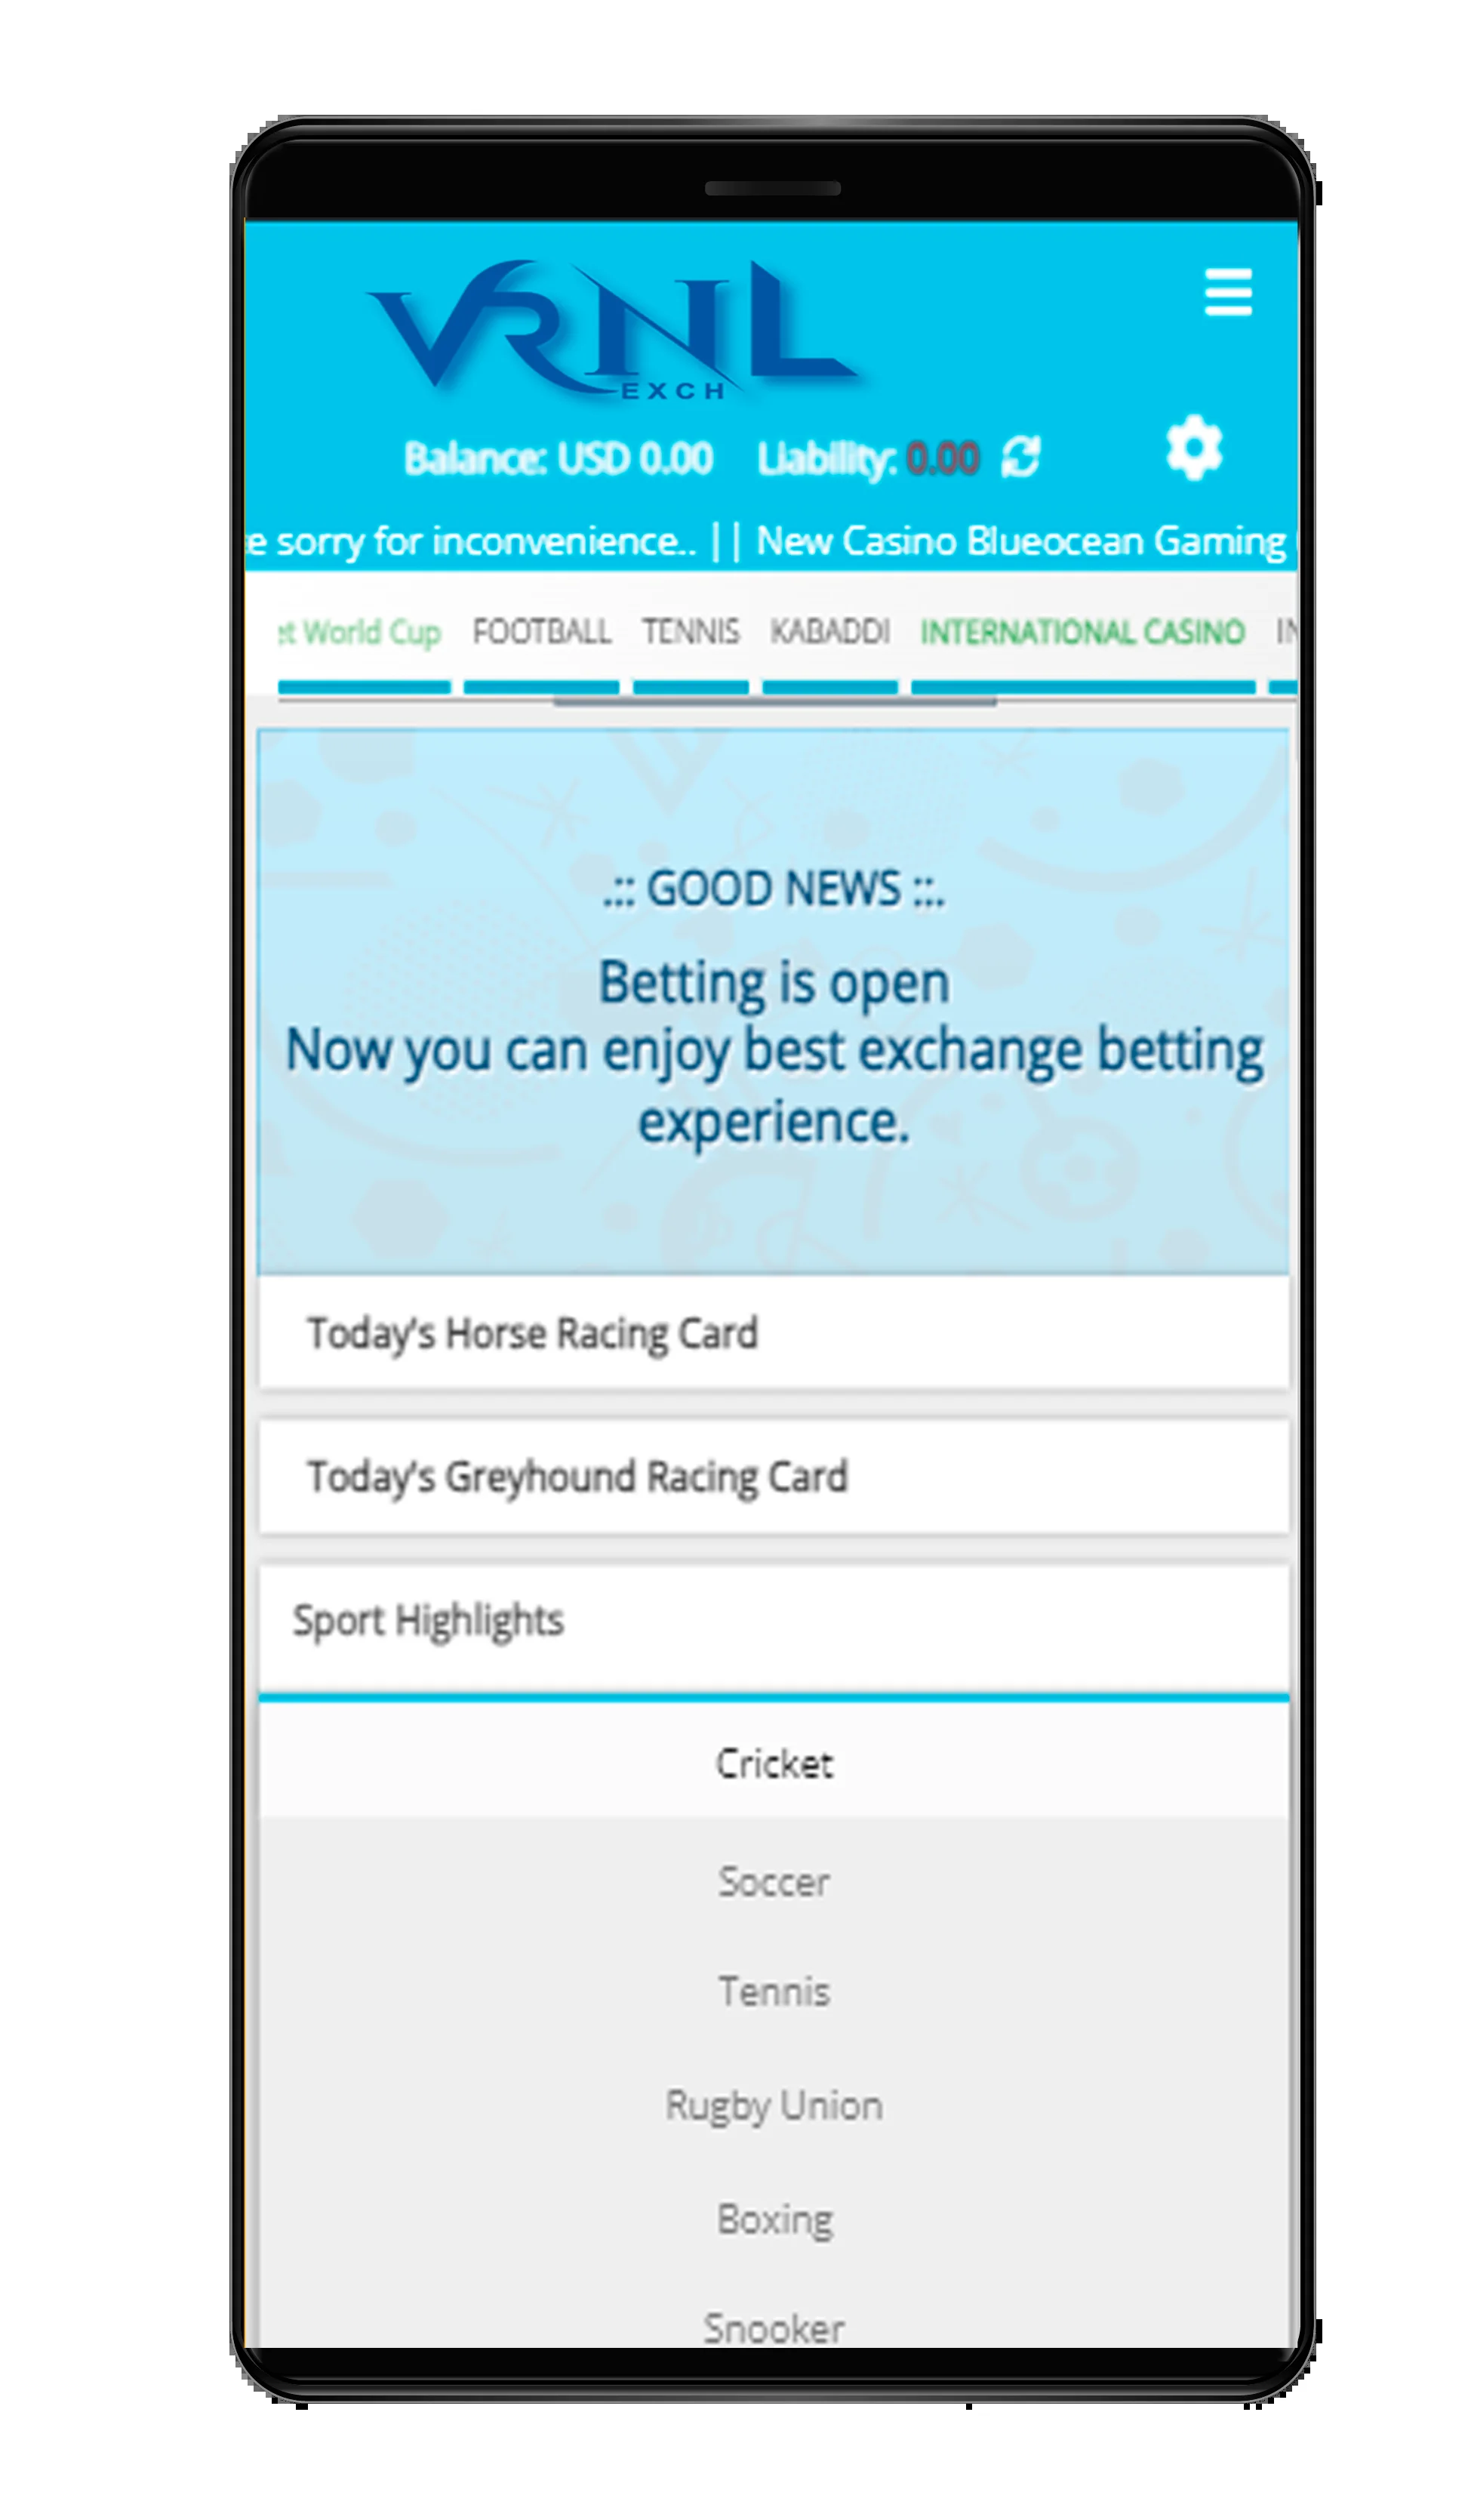 VRNL
EXCH
Balance: USD 0.00 Liability: 0.00
sorry for inconvenience.. || New Casino Blueocean Gaming
World Cup FOOTBALL TENNIS KABADDI INTERNATIONAL CASINO
.:: GOOD NEWS ::.
Betting is open
Now you can enjoy best exchange betting
experience.
Today's Horse Racing Card
Today's Greyhound Racing Card
Sport Highlights
Cricket
Soccer
Tennis
Rugby Union
Boxing
Snooker